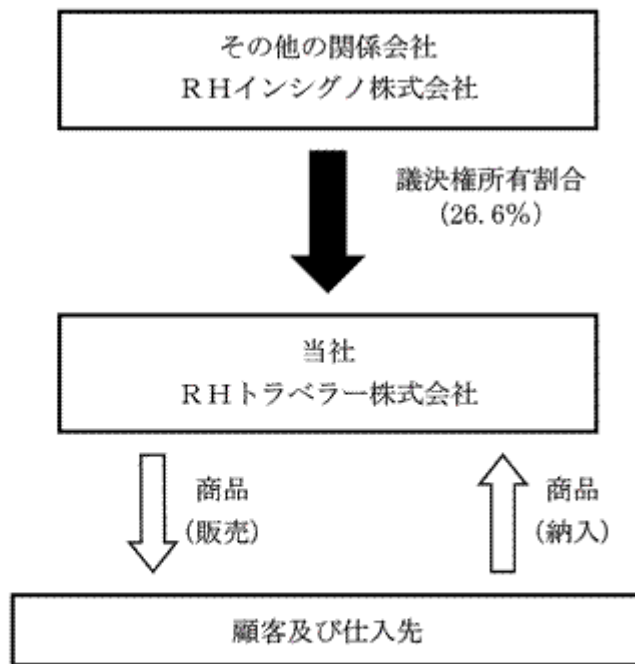 その他の関係会社
RHインシグノ株式会社
議決権所有割合
(26.6%)
当社
RHトラベラー株式会社
商品
(販売)
商品
(納入)
顧客及び仕入先